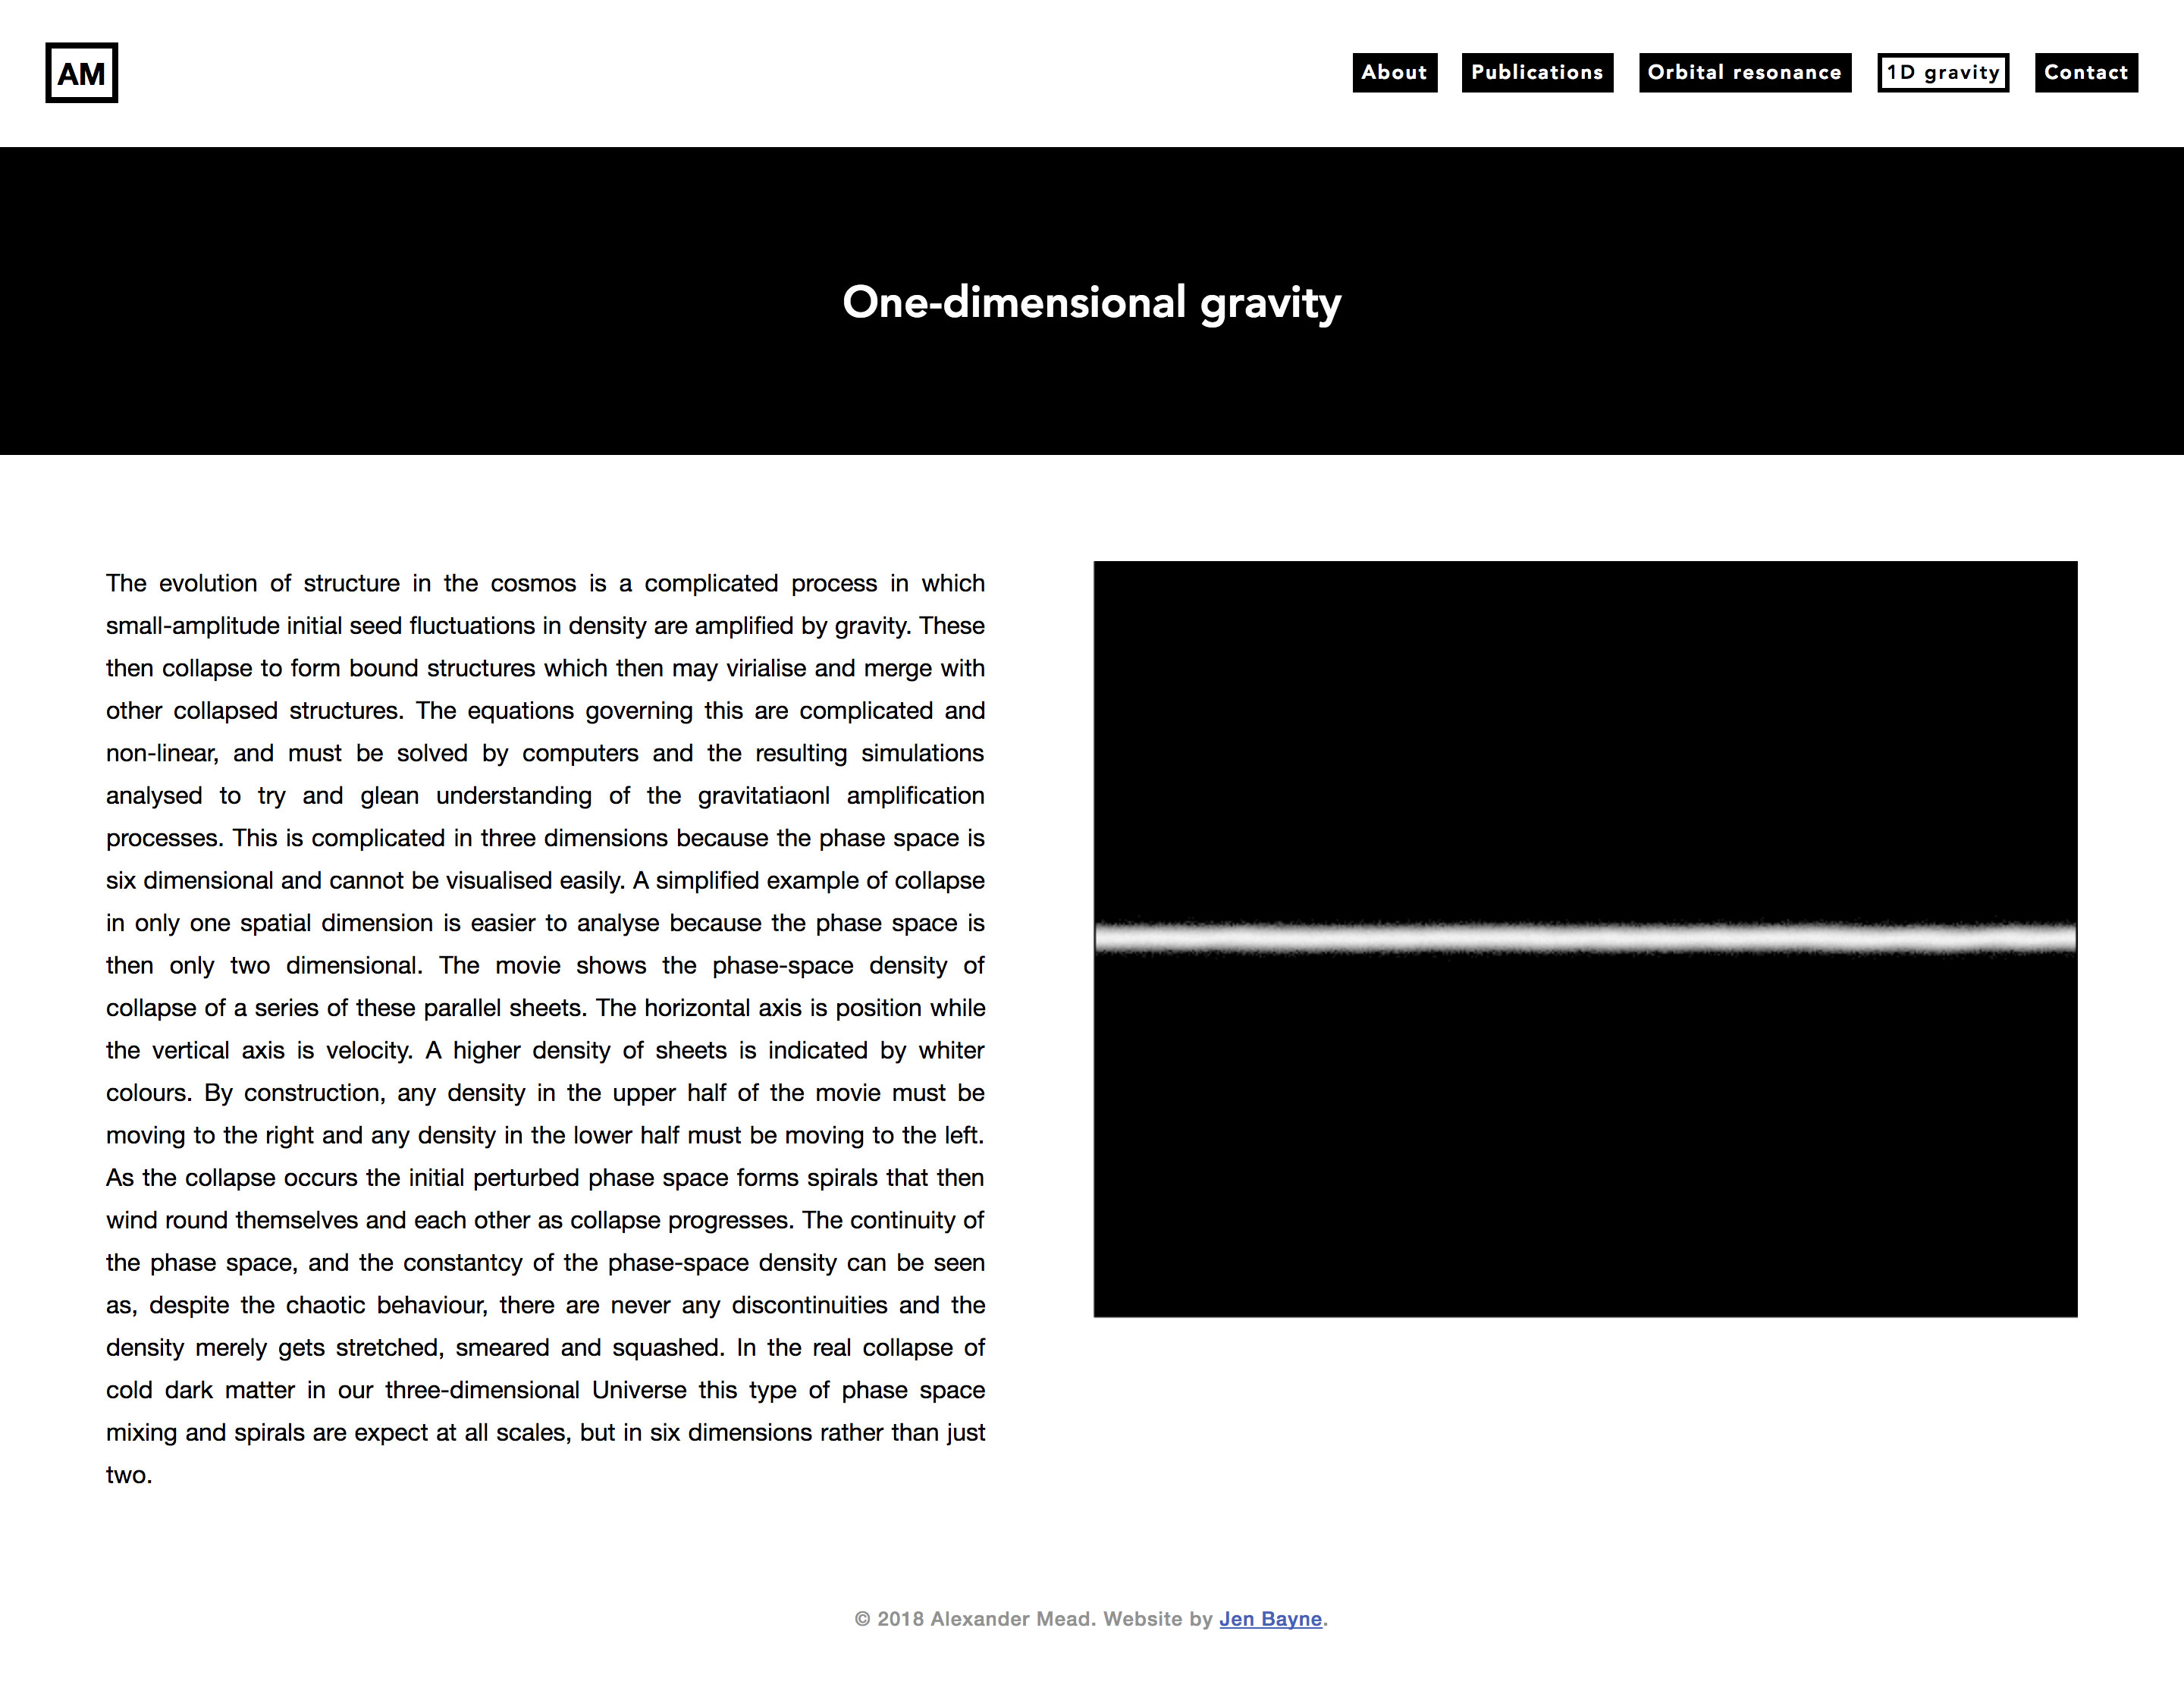 AM
About
Publications
Orbital resonance
1D gravity
Contact
One-dimensional gravity
The evolution of structure in the cosmos is a complicated process in which
small-amplitude initial seed fluctuations in density are amplified by gravity. These
then collapse to form bound structures which then may virialise and merge with
other collapsed structures. The equations governing this are complicated and
non-linear, and must be solved by computers and the resulting simulations
analysed to try and glean understanding of the gravitatiaonl amplification
processes. This is complicated in three dimensions because the phase space is
six dimensional and cannot be visualised easily. A simplified example of collapse
in only one spatial dimension is easier to analyse because the phase space is
then only two dimensional. The movie shows the phase-space density of
collapse of a series of these parallel sheets. The horizontal axis is position while
the vertical axis is velocity. A higher density of sheets is indicated by whiter
colours. By construction, any density in the upper half of the movie must be
moving to the right and any density in the lower half must be moving to the left.
As the collapse occurs the initial perturbed phase space forms spirals that then
wind round themselves and each other as collapse progresses. The continuity of
the phase space, and the constantcy of the phase-space density can be seen
as, despite the chaotic behaviour, there are never any discontinuities and the
density merely gets stretched, smeared and squashed. In the real collapse of
cold dark matter in our three-dimensional Universe this type of phase space
mixing and spirals are expect at all scales, but in six dimensions rather than just
two.
© 2018 Alexander Mead. Website by Jen Bayne.